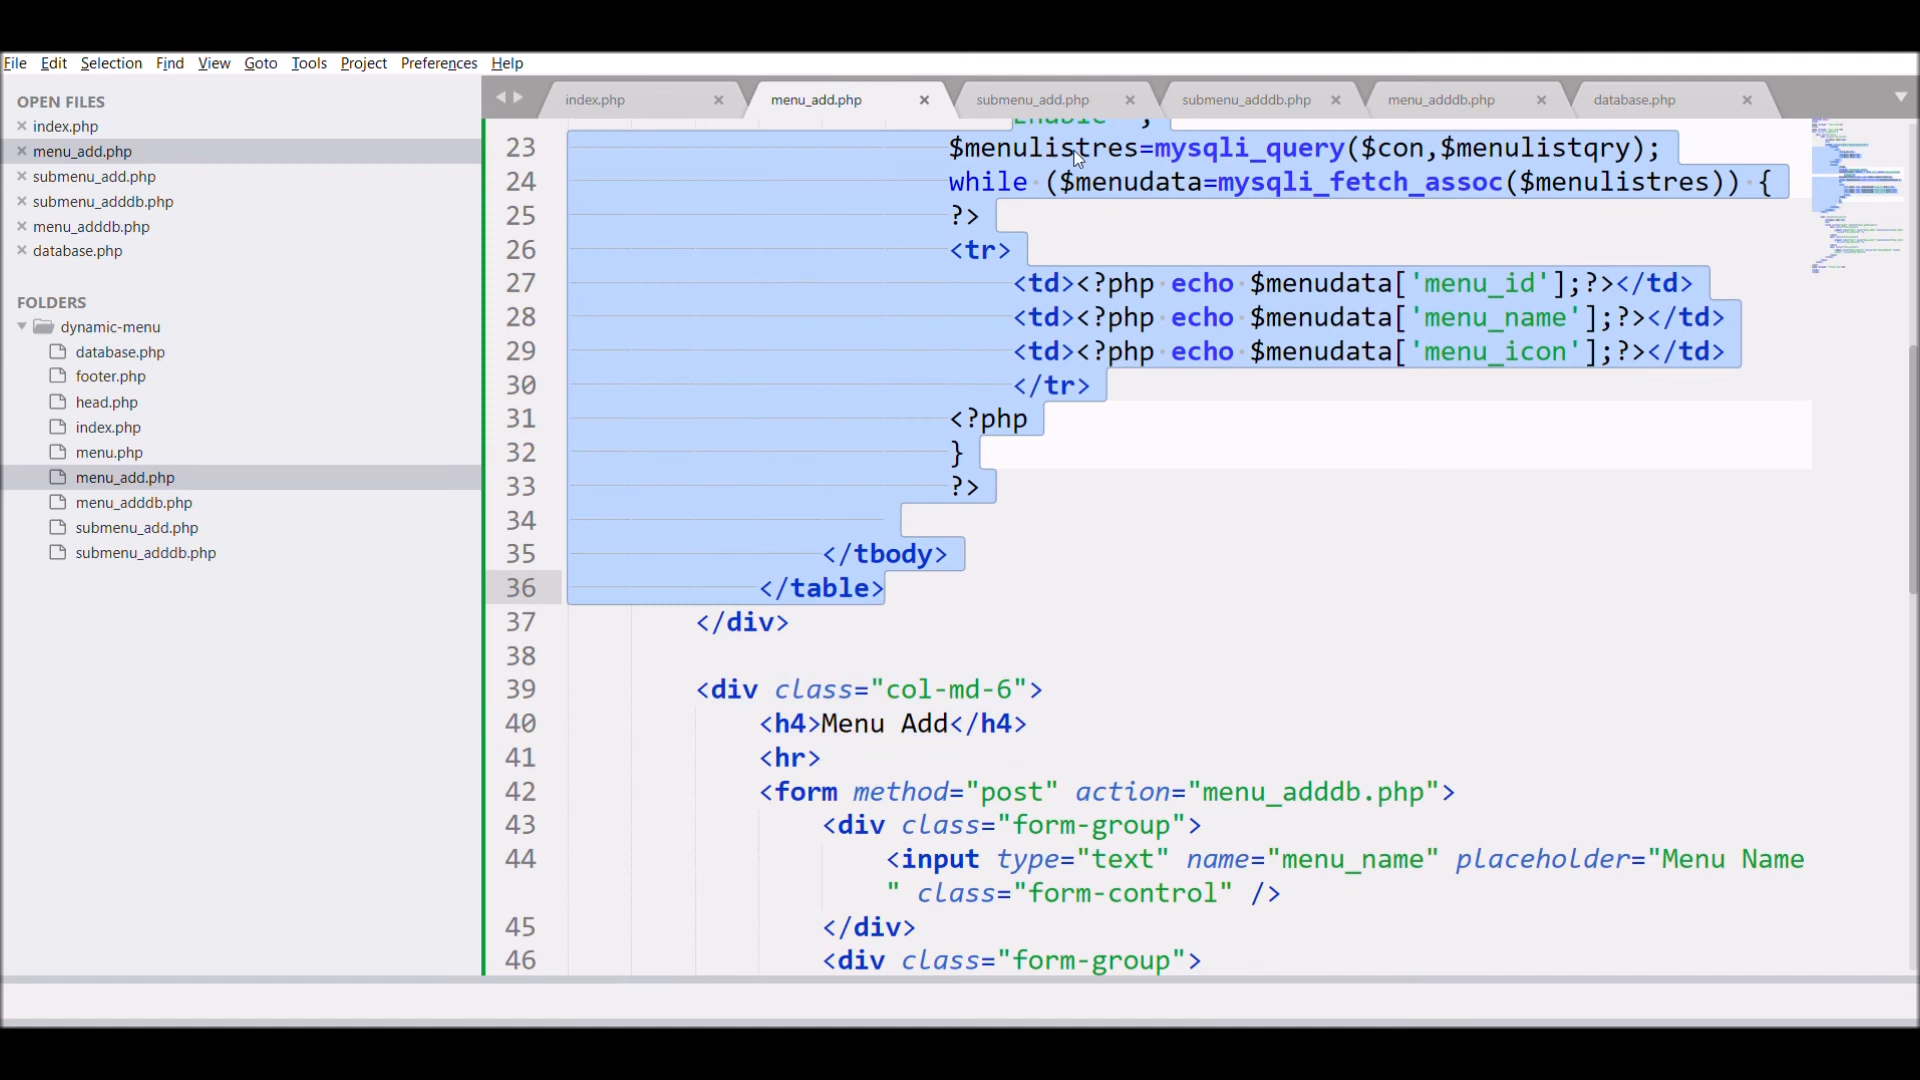 File Edit Selection Find View Goto Tools Project Preferences Help
OPEN FILES
index.php
menu_add.php
submenu_add.php
submenu_adddb.php
menu_adddb.php
database.php
FOLDERS
dynamic-menu
database.php
footer.php
head.php
index.php
menu.php
menu_add.php
menu_adddb.php
submenu_add.php
submenu_adddb.php
index.php menu_add.php submenu_add.php submenu_adddb.php menu_adddb.php database.php
23 $menulistres=mysqli_query($con,$menulistqry);
24 while ($menudata=mysqli_fetch_assoc($menulistres)) {
25 ?>
26 <tr>
27 <td><?php echo $menudata['menu_id'];?></td>
28 <td><?php echo $menudata['menu_name'];?></td>
29 <td><?php echo $menudata['menu_icon'];?></td>
30 </tr>
31 <?php
32 }
33 ?>
34
35 </tbody>
36 </table>
37 </div>
38
39 <div class="col-md-6">
40 <h4>Menu Add</h4>
41 <hr>
42 <form method="post" action="menu_adddb.php">
43 <div class="form-group">
44 <input type="text" name="menu_name" placeholder="Menu Name
" class="form-control" />
45 </div>
46 <div class="form-group">